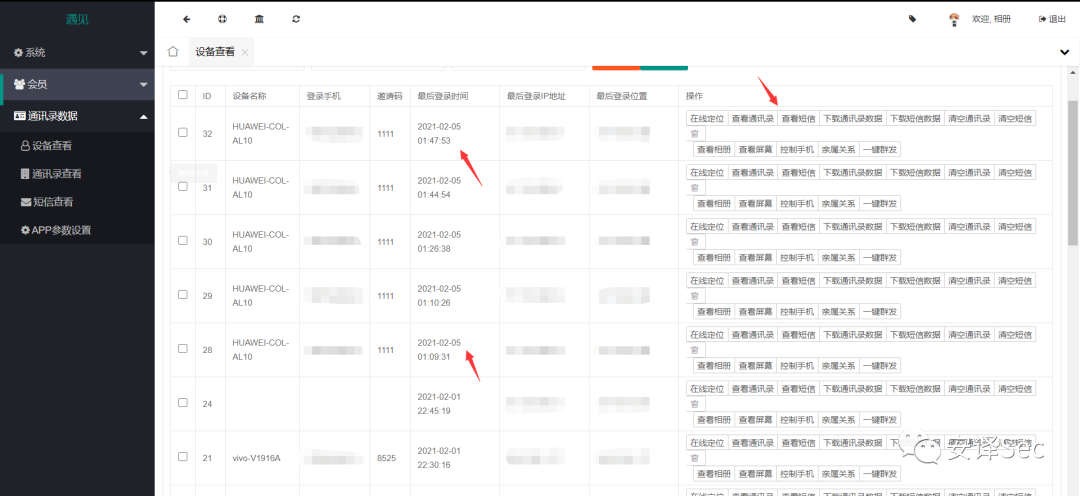 遇见
欢迎, 相册 退出
系统
会员
通讯录数据
设备查看
通讯录查看
短信查看
APP参数设置
设备查看
ID 设备名称 登录手机 邀请码 最后登录时间 最后登录IP地址 最后登录位置 操作
32 HUAWEI-COL-AL10 1111 2021-02-05 01:47:53 在线定位 查看通讯录 查看短信 下载通讯录数据 下载短信数据 清空通讯录 清空短信
查看相册 查看屏幕 控制手机 亲属关系 一键群发
31 HUAWEI-COL-AL10 1111 2021-02-05 01:44:54 在线定位 查看通讯录 查看短信 下载通讯录数据 下载短信数据 清空通讯录 清空短信
查看相册 查看屏幕 控制手机 亲属关系 一键群发
30 HUAWEI-COL-AL10 1111 2021-02-05 01:26:38 在线定位 查看通讯录 查看短信 下载通讯录数据 下载短信数据 清空通讯录 清空短信
查看相册 查看屏幕 控制手机 亲属关系 一键群发
29 HUAWEI-COL-AL10 1111 2021-02-05 01:10:26 在线定位 查看通讯录 查看短信 下载通讯录数据 下载短信数据 清空通讯录 清空短信
查看相册 查看屏幕 控制手机 亲属关系 一键群发
28 HUAWEI-COL-AL10 1111 2021-02-05 01:09:31 在线定位 查看通讯录 查看短信 下载通讯录数据 下载短信数据 清空通讯录 清空短信
查看相册 查看屏幕 控制手机 亲属关系 一键群发
24 2021-02-01 22:45:19 在线定位 查看通讯录 查看短信 下载通讯录数据 下载短信数据 清空通讯录 清空短信
查看相册 查看屏幕 控制手机 亲属关系 一键群发
21 vivo-V1916A 8525 2021-02-01 22:30:16 在线定位 查看通讯录 查看短信 下载通讯录数据 下载短信数据 清空通讯录 清空短信
查看相册 查看屏幕 控制手机 亲属关系 一键群发
安译Sec